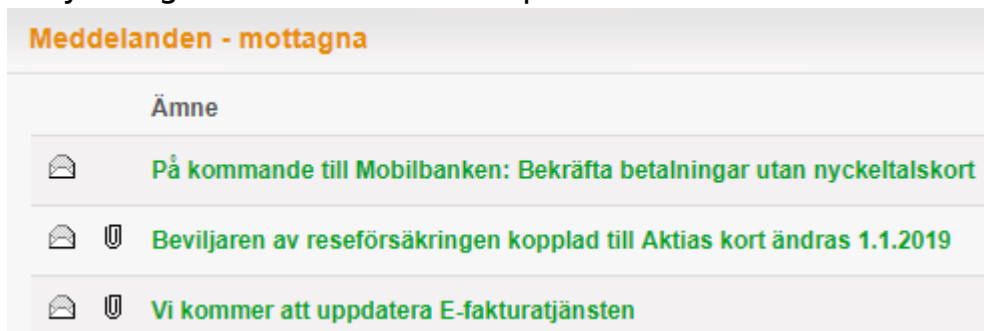 Meddelanden - mottagna
Ämne
På kommande till Mobilbanken: Bekräfta betalningar utan nyckeltalskort
Beviljaren av reseförsäkringen kopplad till Aktias kort ändras 1.1.2019
Vi kommer att uppdatera E-fakturatjänsten